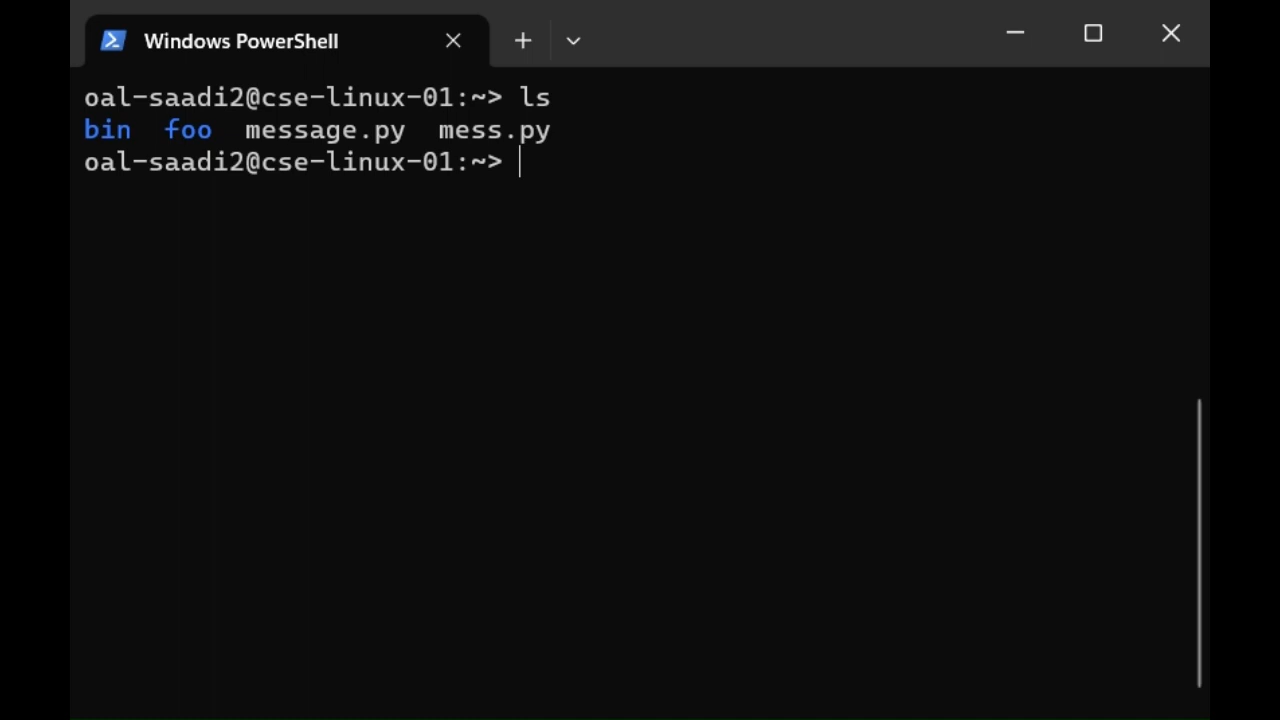 Windows PowerShell
oal-saadi2@cse-linux-01:~> ls
bin  foo  message.py  mess.py
oal-saadi2@cse-linux-01:~>